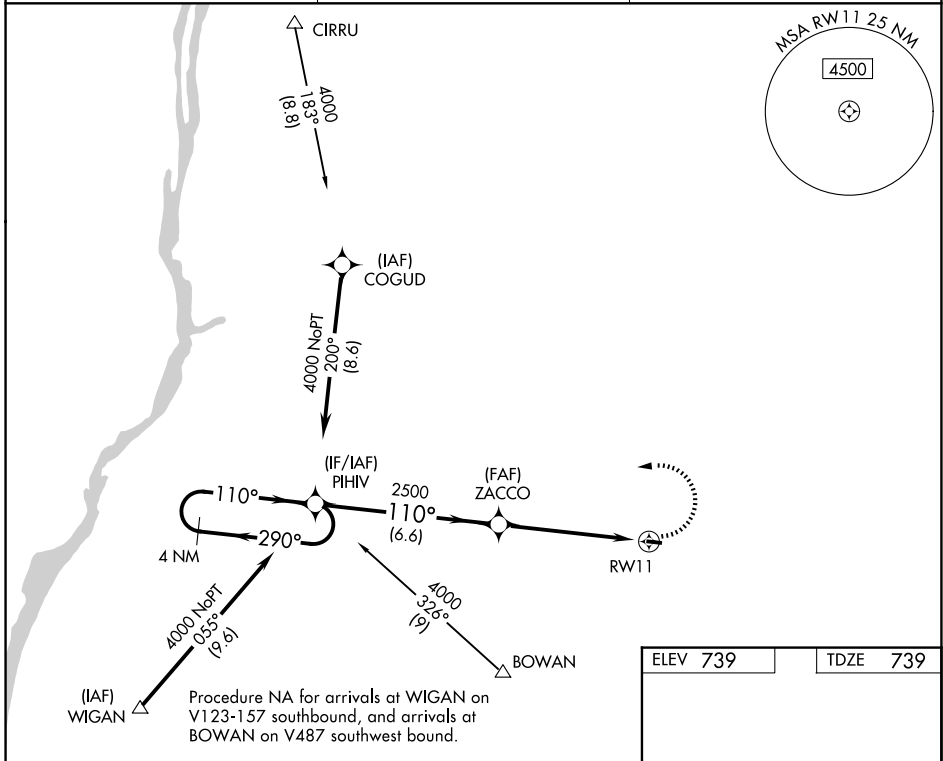 CIRRU
4000
183°
(8.8)
MSA RW11 25 NM
4500
(IAF)
COGUD
4000 NoPT
200°
(8.6)
(IF/IAF)
PIHIV
110°
290°
4 NM
2500
110°
(6.6)
(FAF)
ZACCO
RW11
4000 NoPT
055°
(9.6)
4000
326°
(9)
BOWAN
(IAF)
WIGAN
Procedure NA for arrivals at WIGAN on
V123-157 southbound, and arrivals at
BOWAN on V487 southwest bound.
ELEV 739
TDZE 739